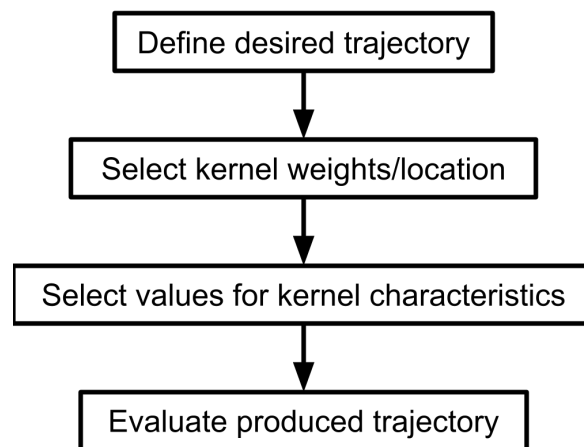 Define desired trajectory
Select kernel weights/location
Select values for kernel characteristics
Evaluate produced trajectory